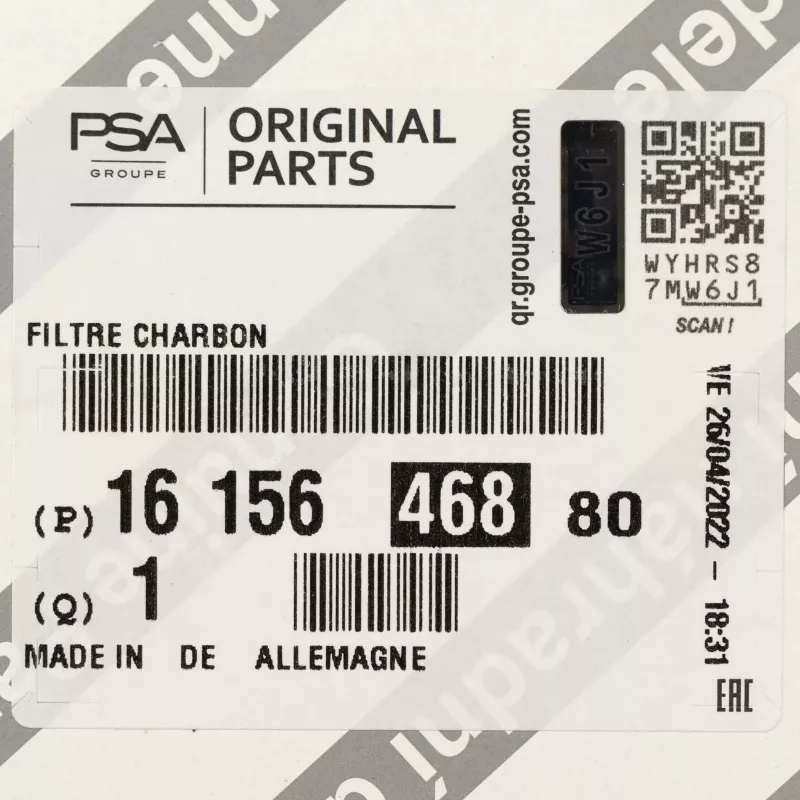 PSA
GROUPE
ORIGINAL
PARTS
qr.groupe-psa.com
W6J1
WYHRS8
7MW6J1
SCAN!
FILTRE CHARBON
(P) 16 156 468 80
(Q) 1
MADE IN DE ALLEMAGNE
VE 26/04/2022 - 18:31
EAC